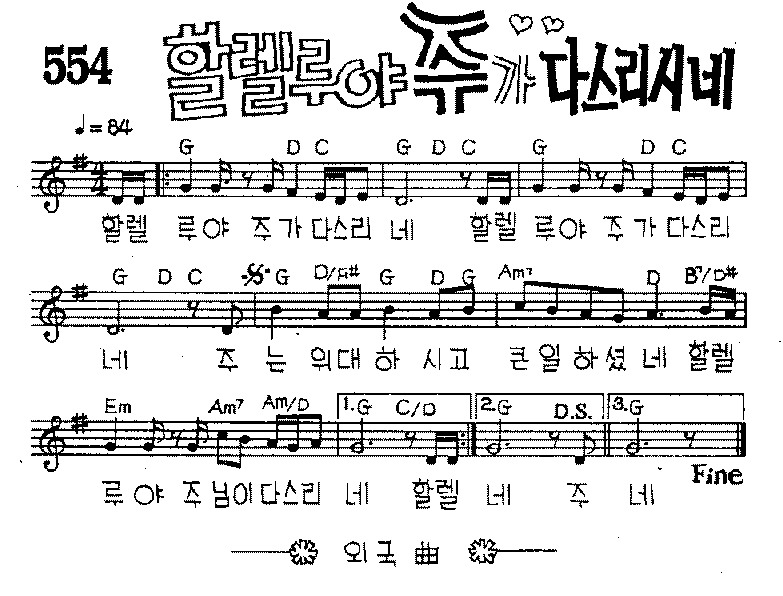 554
할렐루야 주가 다스리시네
♩= 84
G D C G D C G D C
할렐 루야 주가 다스리 네 할렐 루야 주가 다스리
G D C G D/F# G D G Am7 D B7/D#
네 주 는 위대 하 시고 큰일하셨 네 할렐
Em Am7 Am/D 1.G C/D 2.G D.S. 3.G
Fine
루야 주님이다스리 네 할렐 네 주 네
외국曲